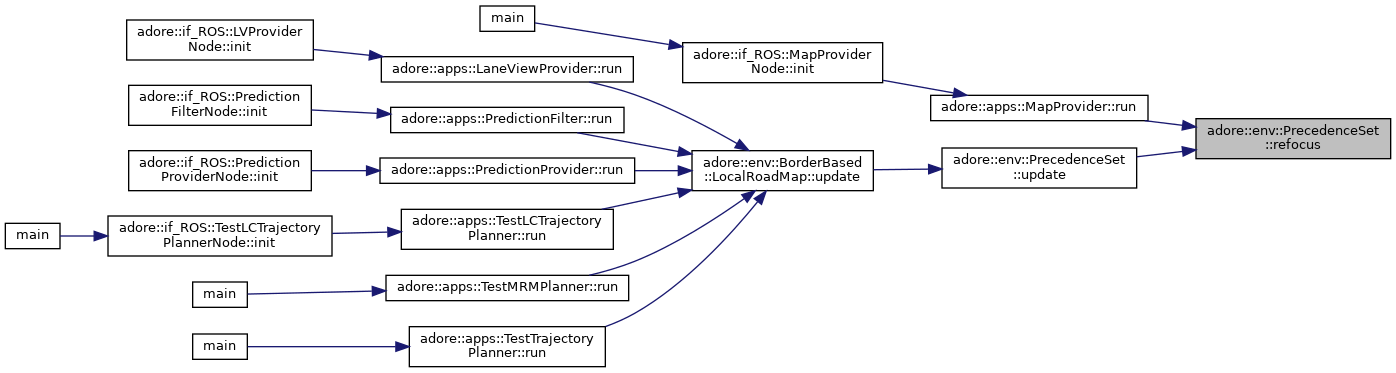 main
adore::if_ROS::LVProvider
Node::init
adore::if_ROS::MapProvider
Node::init
adore::apps::LaneViewProvider::run
adore::if_ROS::Prediction
FilterNode::init
adore::apps::MapProvider::run
adore::apps::PredictionFilter::run
adore::env::PrecedenceSet
::refocus
adore::if_ROS::Prediction
ProviderNode::init
adore::apps::PredictionProvider::run
adore::env::BorderBased
::LocalRoadMap::update
adore::env::PrecedenceSet
::update
main
adore::if_ROS::TestLCTrajectory
PlannerNode::init
adore::apps::TestLCTrajectory
Planner::run
main
adore::apps::TestMRMPlanner::run
main
adore::apps::TestTrajectory
Planner::run